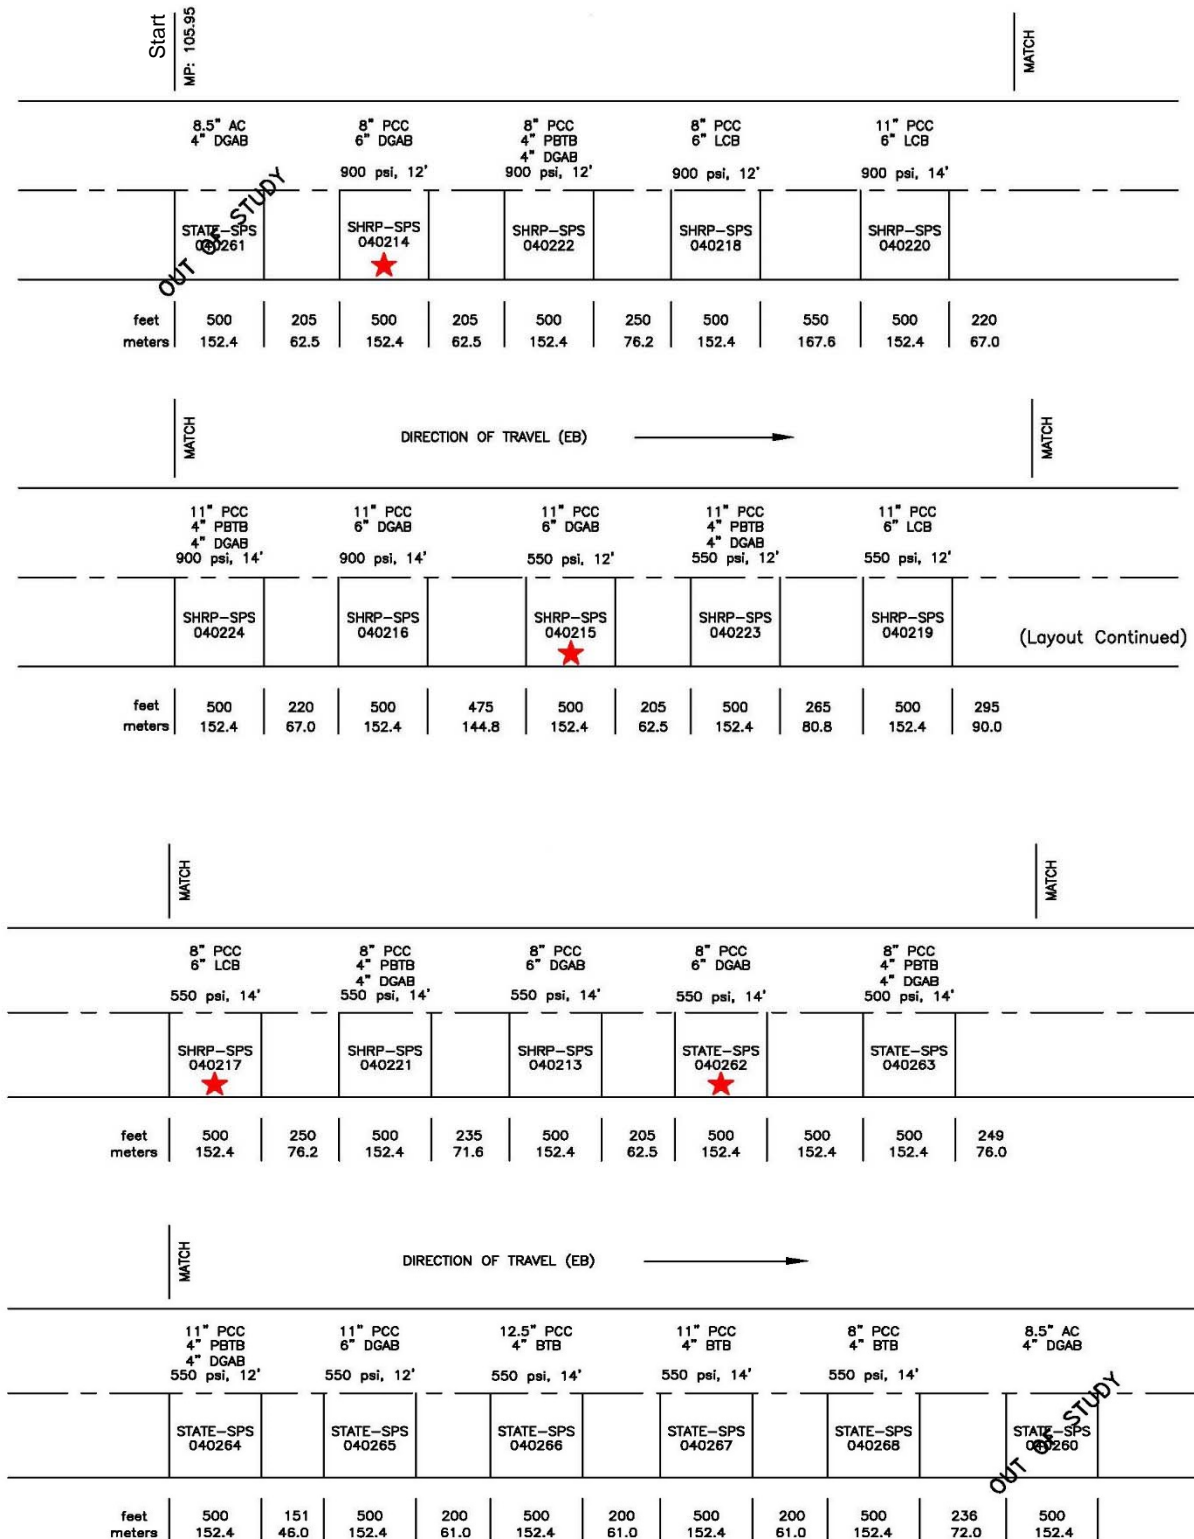 Start
MP: 105.95
MATCH
8.5" AC
4" DGAB
8" PCC
6" DGAB
900 psi, 12'
8" PCC
4" PBTB
4" DGAB
900 psi, 12'
8" PCC
6" LCB
900 psi, 12'
11" PCC
6" LCB
900 psi, 14'
STATE-SPS
040261
OUT OF STUDY
SHRP-SPS
040214
SHRP-SPS
040222
SHRP-SPS
040218
SHRP-SPS
040220
feet 500 205 500 205 500 250 500 550 500 220
meters 152.4 62.5 152.4 62.5 152.4 76.2 152.4 167.6 152.4 67.0
MATCH
DIRECTION OF TRAVEL (EB)
MATCH
11" PCC
4" PBTB
4" DGAB
900 psi, 14'
11" PCC
6" DGAB
900 psi, 14'
11" PCC
6" DGAB
550 psi, 12'
11" PCC
4" PBTB
4" DGAB
550 psi, 12'
11" PCC
6" LCB
550 psi, 12'
SHRP-SPS
040224
SHRP-SPS
040216
SHRP-SPS
040215
SHRP-SPS
040223
SHRP-SPS
040219
(Layout Continued)
feet 500 220 500 475 500 205 500 265 500 295
meters 152.4 67.0 152.4 144.8 152.4 62.5 152.4 80.8 152.4 90.0
MATCH
MATCH
8" PCC
6" LCB
550 psi, 14'
8" PCC
4" PBTB
4" DGAB
550 psi, 14'
8" PCC
6" DGAB
550 psi, 14'
8" PCC
6" DGAB
550 psi, 14'
8" PCC
4" PBTB
4" DGAB
500 psi, 14'
SHRP-SPS
040217
SHRP-SPS
040221
SHRP-SPS
040213
STATE-SPS
040262
STATE-SPS
040263
feet 500 250 500 235 500 205 500 500 500 249
meters 152.4 76.2 152.4 71.6 152.4 62.5 152.4 152.4 152.4 76.0
MATCH
DIRECTION OF TRAVEL (EB)
11" PCC
4" PBTB
4" DGAB
550 psi, 12'
11" PCC
6" DGAB
550 psi, 12'
12.5" PCC
4" BTB
550 psi, 14'
11" PCC
4" BTB
550 psi, 14'
8" PCC
4" BTB
550 psi, 14'
8.5" AC
4" DGAB
STATE-SPS
040264
STATE-SPS
040265
STATE-SPS
040266
STATE-SPS
040267
STATE-SPS
040268
STATE-SPS
040260
OUT OF STUDY
feet 500 151 500 200 500 200 500 200 500 236 500
meters 152.4 46.0 152.4 61.0 152.4 61.0 152.4 61.0 152.4 72.0 152.4